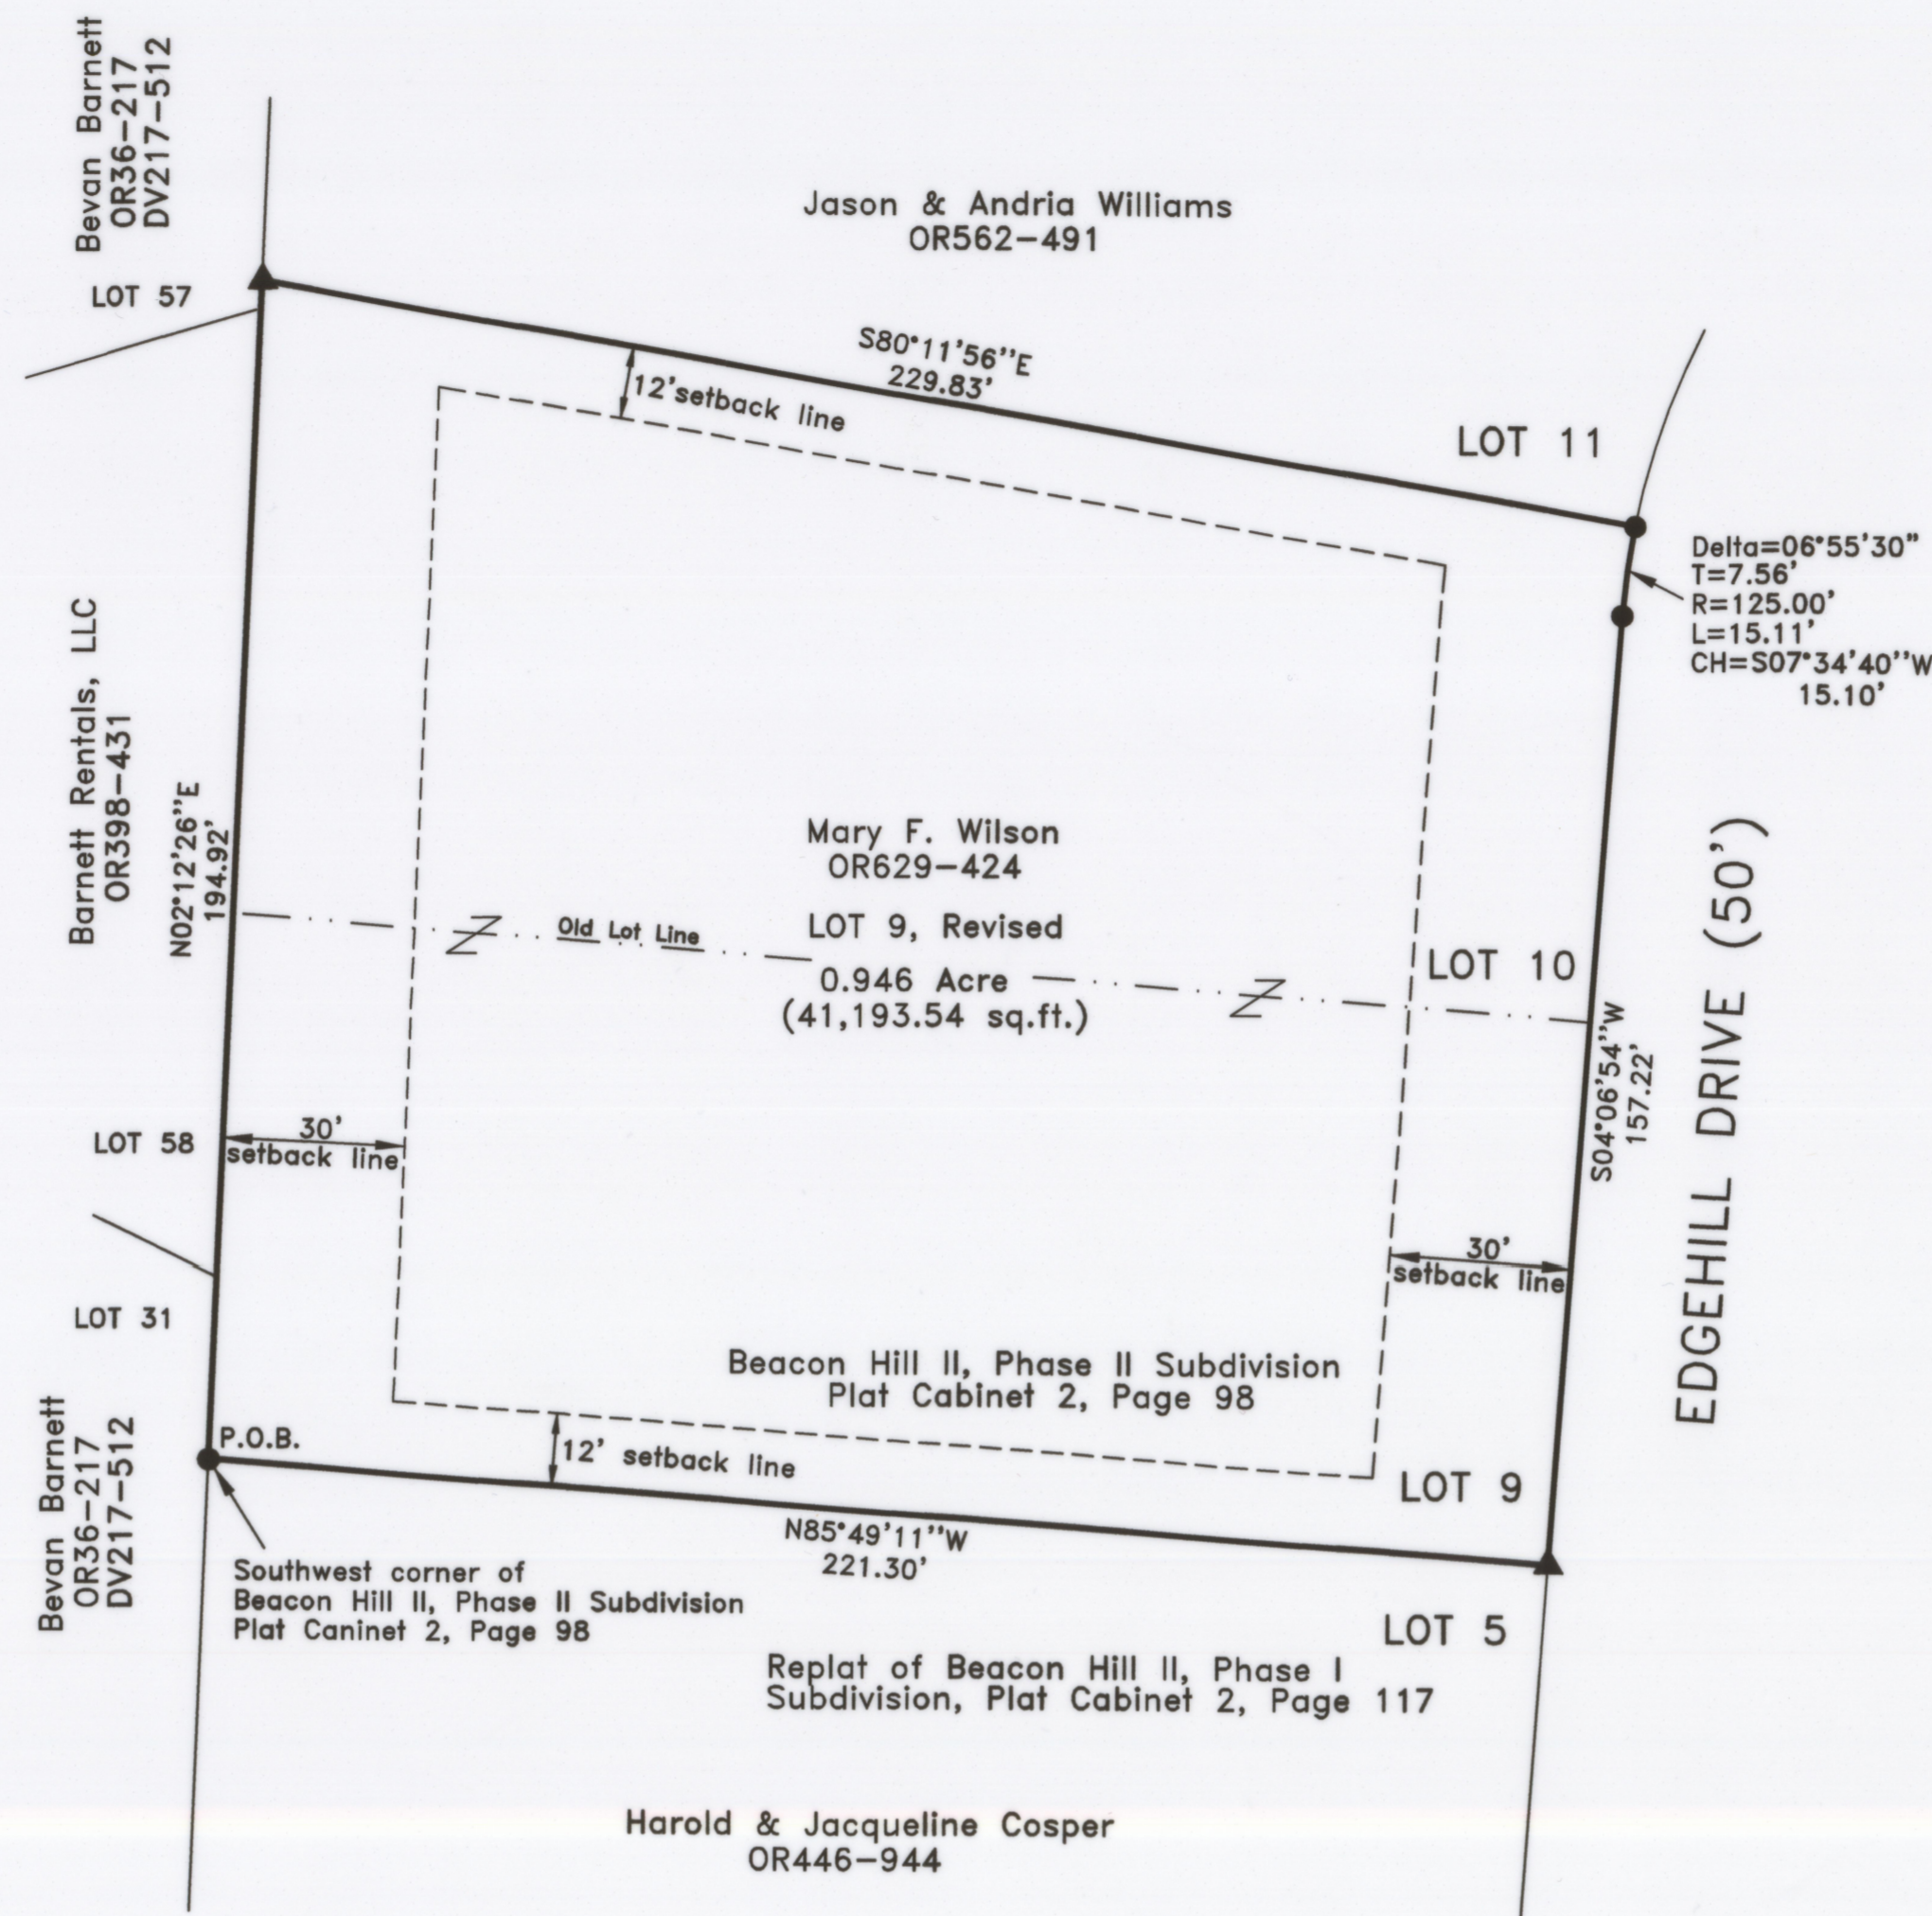 Bevan Barnett
OR36-217
DV217-512
Jason & Andria Williams
OR562-491
LOT 57
S80°11'56"E
229.83'
12'setback line
LOT 11
Delta=06°55'30"
T=7.56'
R=125.00'
L=15.11'
CH=S07°34'40"W
15.10'
Barnett Rentals, LLC
OR398-431
N02°12'26"E
194.92'
Mary F. Wilson
OR629-424
Old Lot Line
LOT 9, Revised
0.946 Acre
(41,193.54 sq.ft.)
LOT 10
S04°06'54"W
157.22'
EDGEHILL DRIVE (50')
LOT 58
30'
setback line
30'
setback line
LOT 31
Beacon Hill II, Phase II Subdivision
Plat Cabinet 2, Page 98
P.O.B.
12' setback line
LOT 9
Bevan Barnett
OR36-217
DV217-512
N85°49'11"W
221.30'
Southwest corner of
Beacon Hill II, Phase II Subdivision
Plat Caninet 2, Page 98
LOT 5
Replat of Beacon Hill II, Phase I
Subdivision, Plat Cabinet 2, Page 117
Harold & Jacqueline Cosper
OR446-944